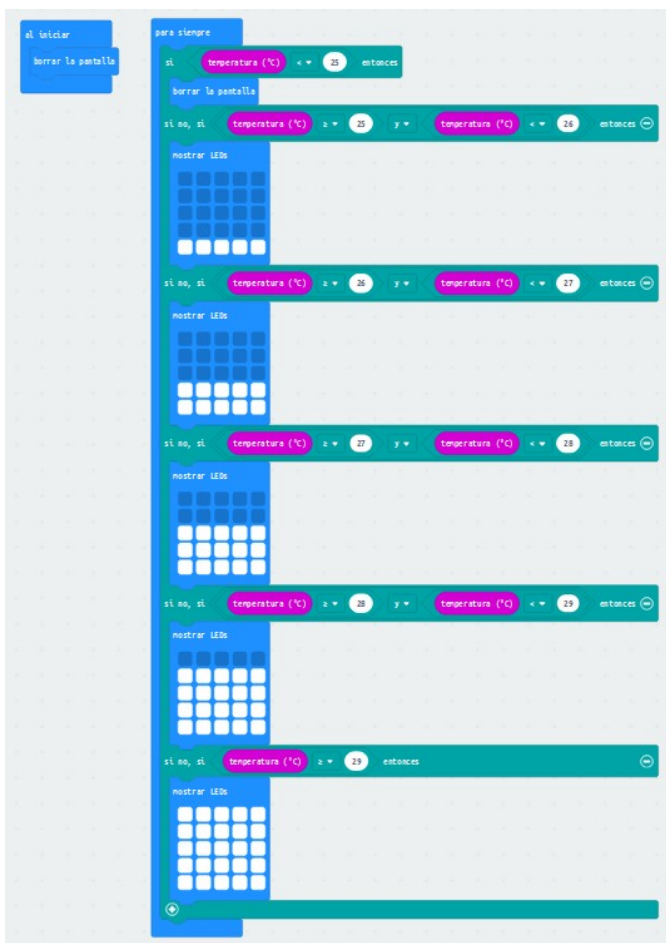 al iniciar
borrar la pantalla
para siempre
si temperatura (°C) < 25 entonces
borrar la pantalla
si no, si temperatura (°C) ≥ 25 y temperatura (°C) < 26 entonces
mostrar LEDs
si no, si temperatura (°C) ≥ 26 y temperatura (°C) < 27 entonces
mostrar LEDs
si no, si temperatura (°C) ≥ 27 y temperatura (°C) < 28 entonces
mostrar LEDs
si no, si temperatura (°C) ≥ 28 y temperatura (°C) < 29 entonces
mostrar LEDs
si no, si temperatura (°C) ≥ 29 entonces
mostrar LEDs